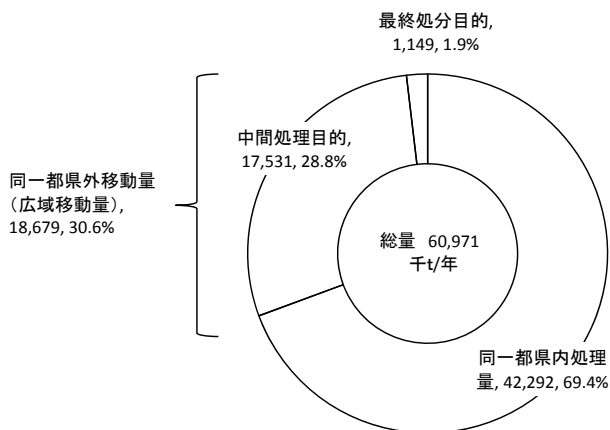 最終処分目的,
1,149, 1.9%
中間処理目的,
17,531, 28.8%
同一都県外移動量
（広域移動量）,
18,679, 30.6%
総量 60,971
千t/年
同一都県内処理
量, 42,292, 69.4%